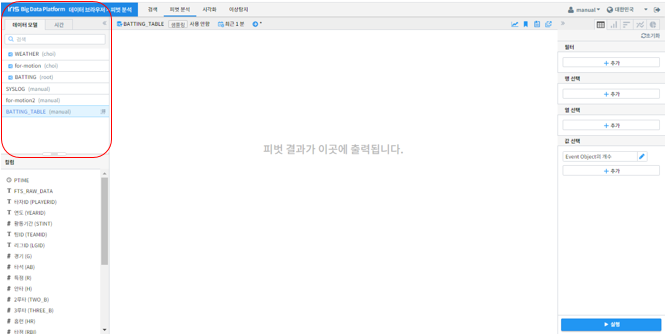 IRIS Big Data Platform 데이터 브라우저 피벗 분석 검색 피벗 분석 시각화 이상탐지 manual 대한민국
데이터 모델 시간
BATTING_TABLE 샘플링 사용 안함 최근 1 분
검색
WEATHER (choi)
for-motion (choi)
BATTING (root)
SYSLOG (manual)
for-motion2 (manual)
BATTING_TABLE (manual)
컬럼
PTIME
FTS_RAW_DATA
타자ID (PLAYERID)
연도 (YEARID)
활동기간 (STINT)
팀ID (TEAMID)
리그ID (LGID)
경기 (G)
타석 (AB)
득점 (R)
안타 (H)
2루타 (TWO_B)
3루타 (THREE_B)
홈런 (HR)
타점 (RBI)
피벗 결과가 이곳에 출력됩니다.
초기화
필터
+ 추가
행 선택
+ 추가
열 선택
+ 추가
값 선택
Event Object의 개수
+ 추가
실행